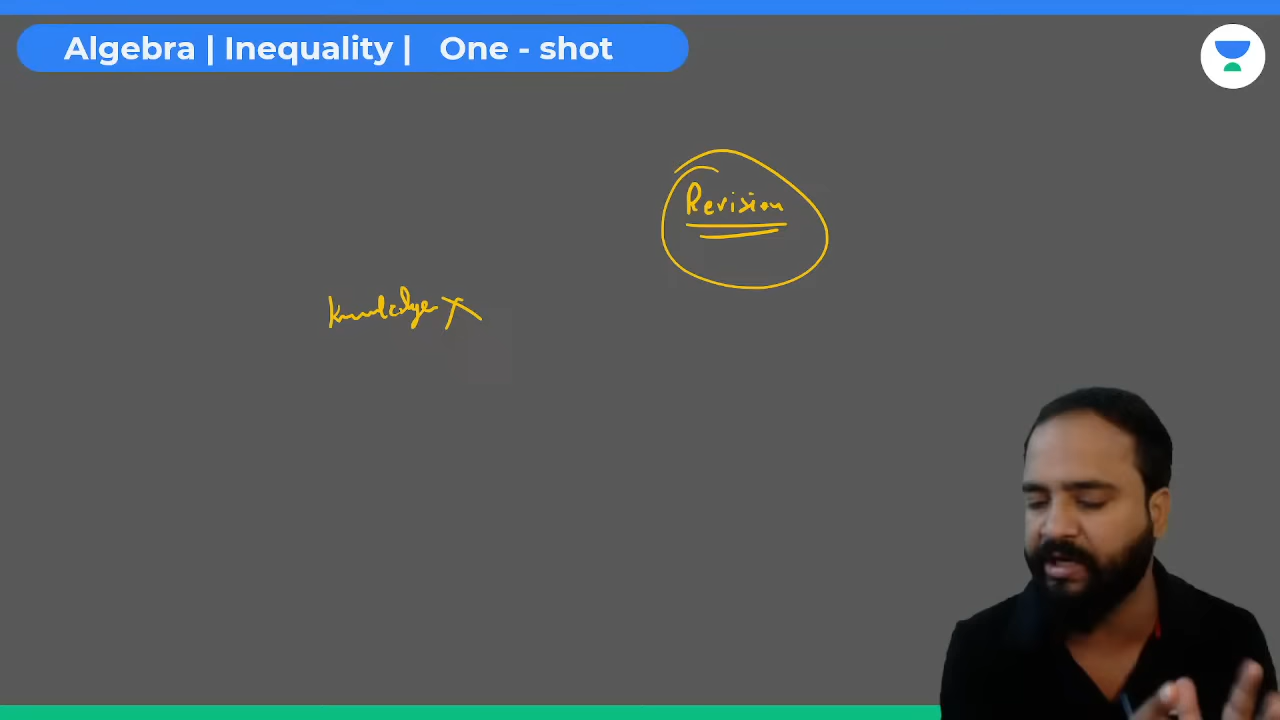 Algebra | Inequality | One - shot
Revision
Knowledge X